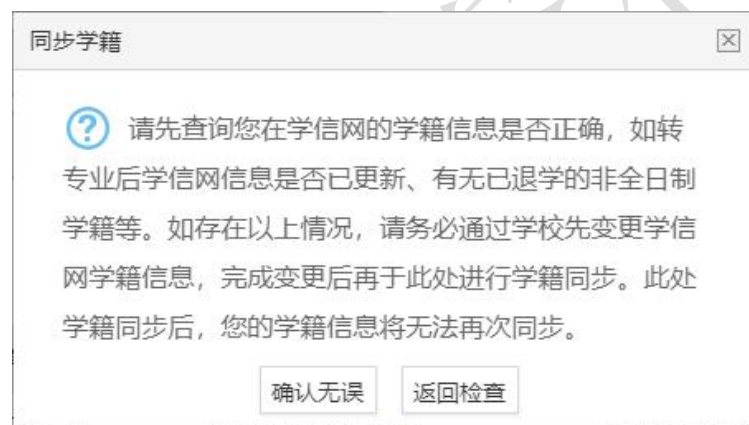 同步学籍
请先查询您在学信网的学籍信息是否正确，如转
专业后学信网信息是否已更新、有无已退学的非全日制
学籍等。如存在以上情况，请务必通过学校先变更学信
网学籍信息，完成变更后再于此处进行学籍同步。此处
学籍同步后，您的学籍信息将无法再次同步。
确认无误 返回检查